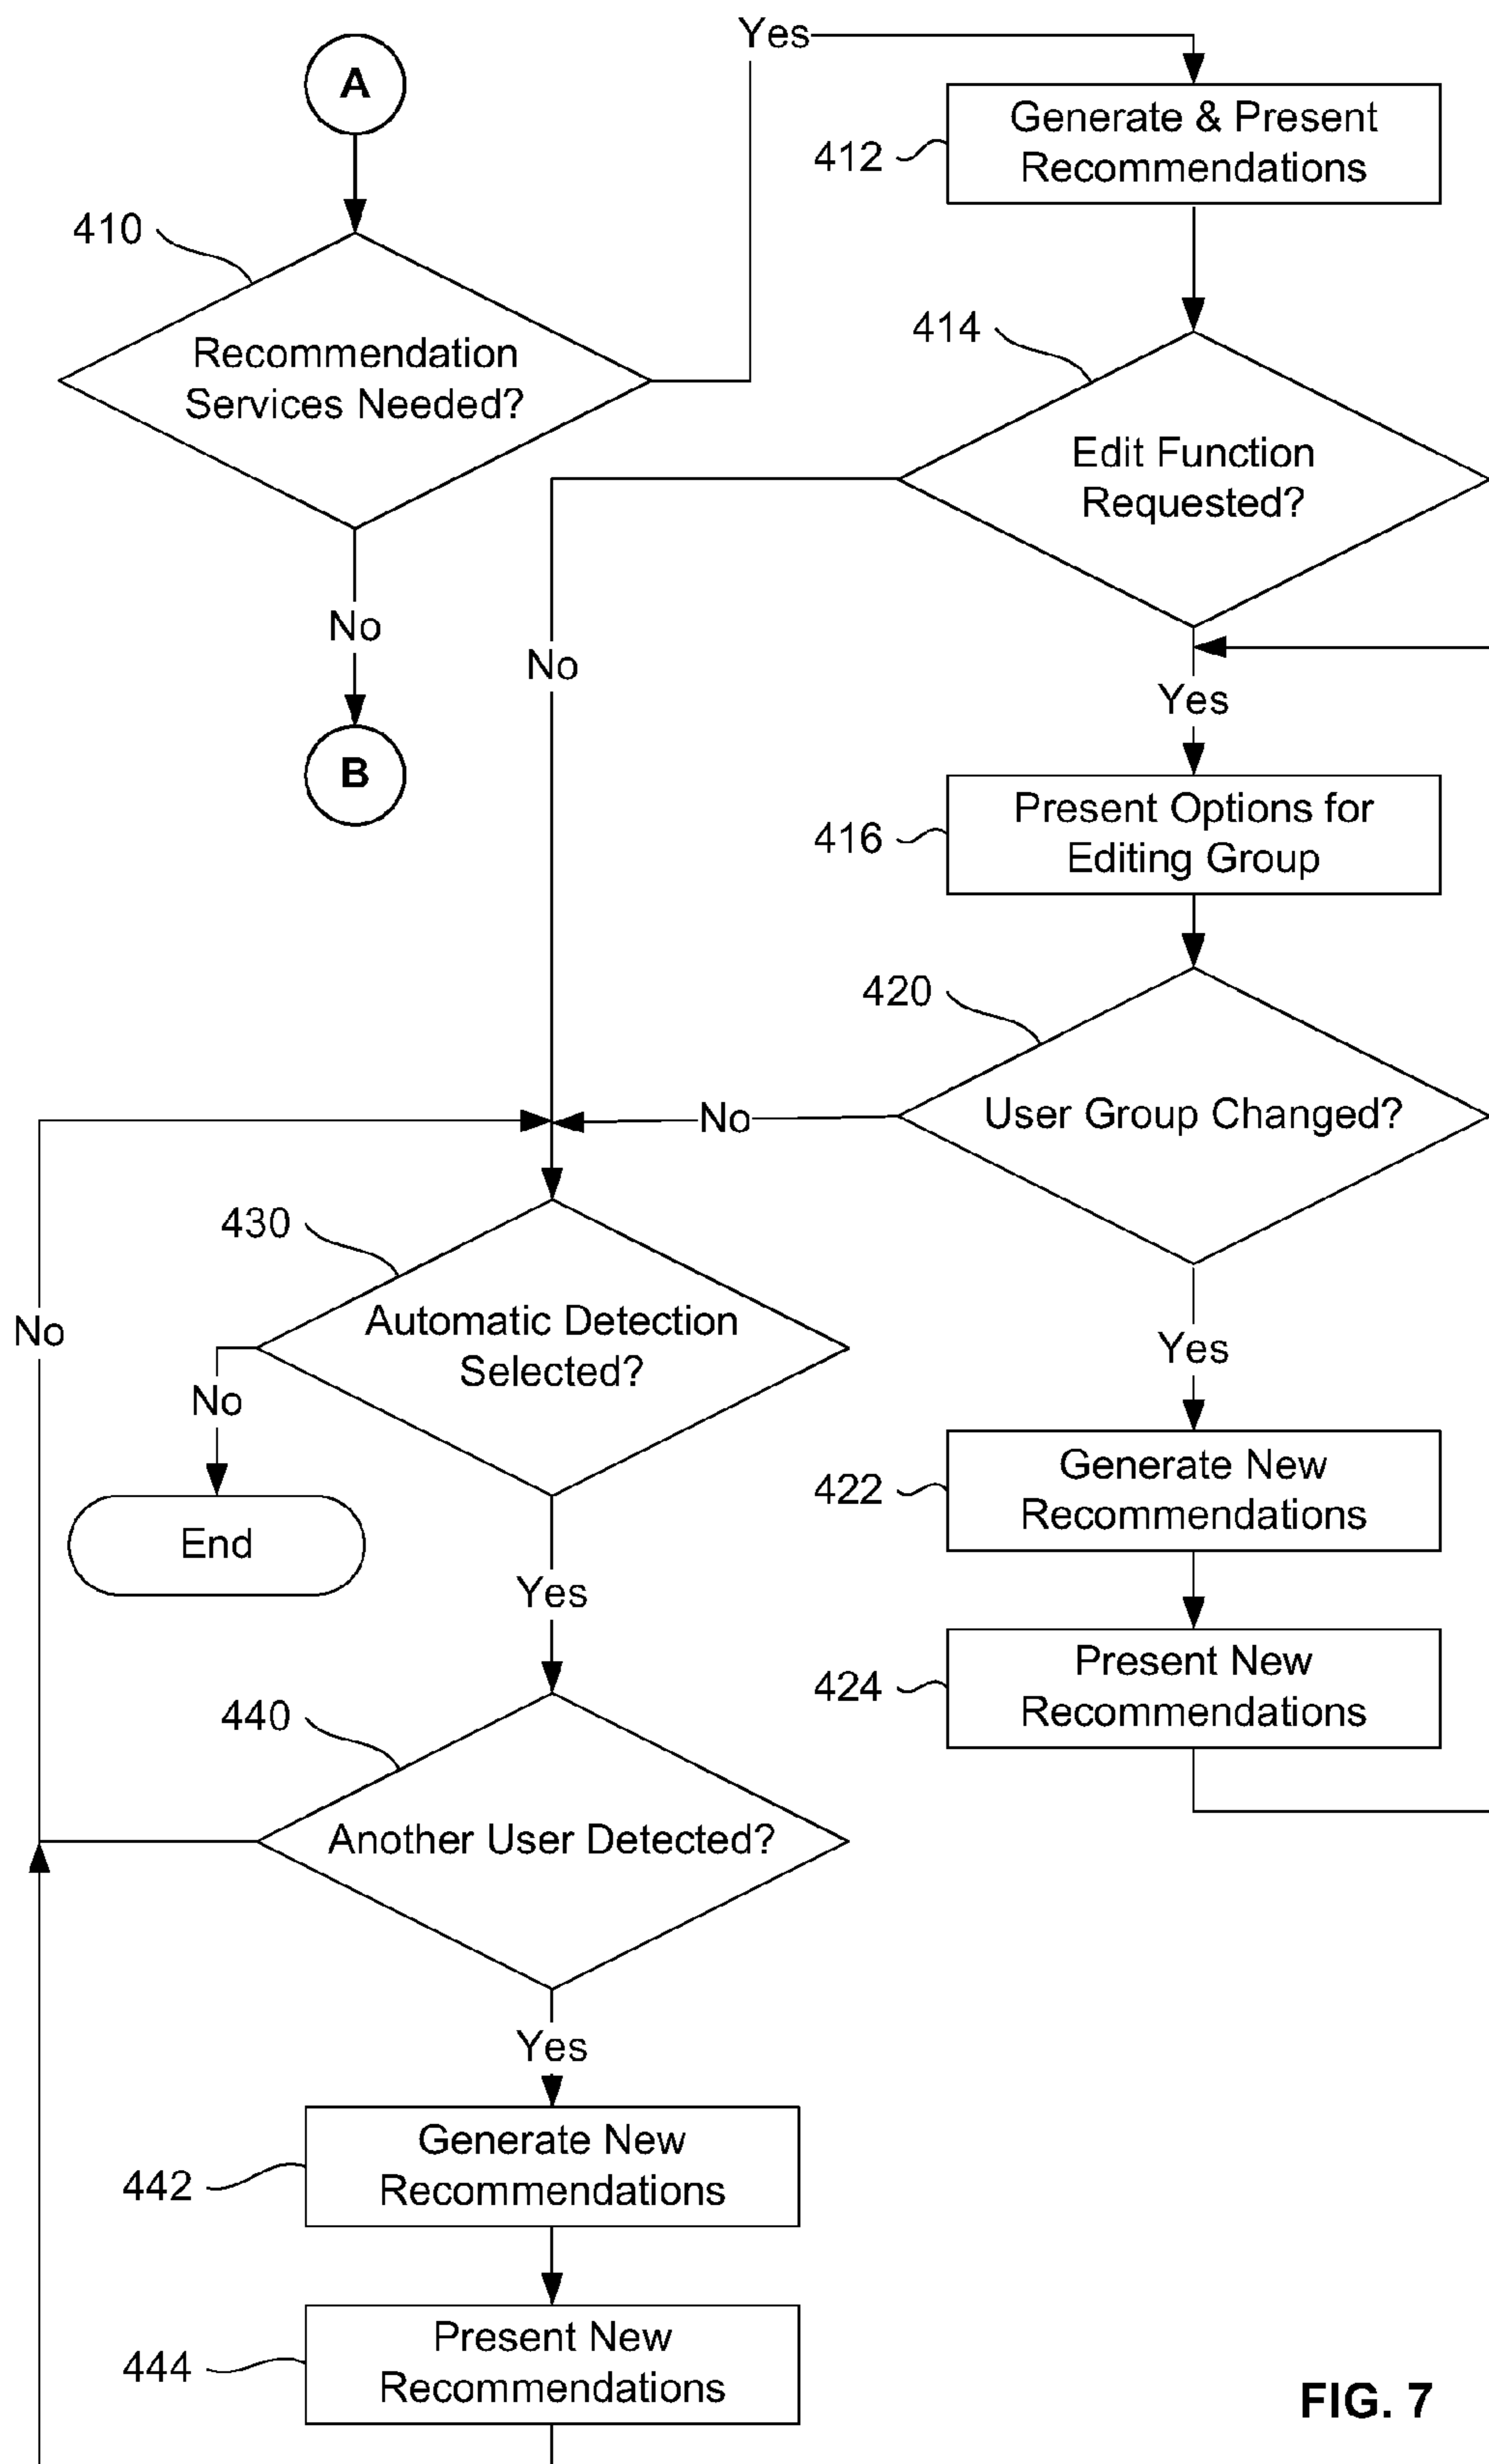 A
Yes
Generate & Present
Recommendations
412
410
Recommendation
Services Needed?
414
Edit Function
Requested?
No
No
Yes
B
Present Options for
Editing Group
416
420
User Group Changed?
No
430
Automatic Detection
Selected?
No
No
End
Yes
Yes
Generate New
Recommendations
422
Present New
Recommendations
424
440
Another User Detected?
Yes
Generate New
Recommendations
442
Present New
Recommendations
444
FIG. 7